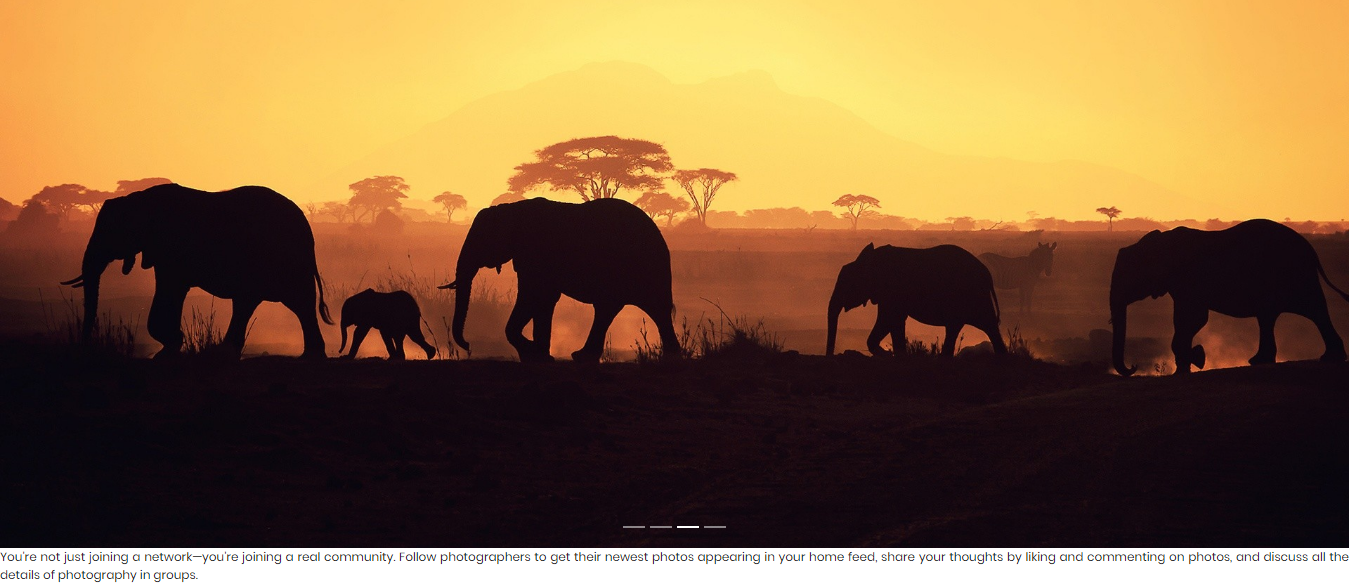 You're not just joining a network—you're joining a real community. Follow photographers to get their newest photos appearing in your home feed, share your thoughts by liking and commenting on photos, and discuss all the
details of photography in groups.